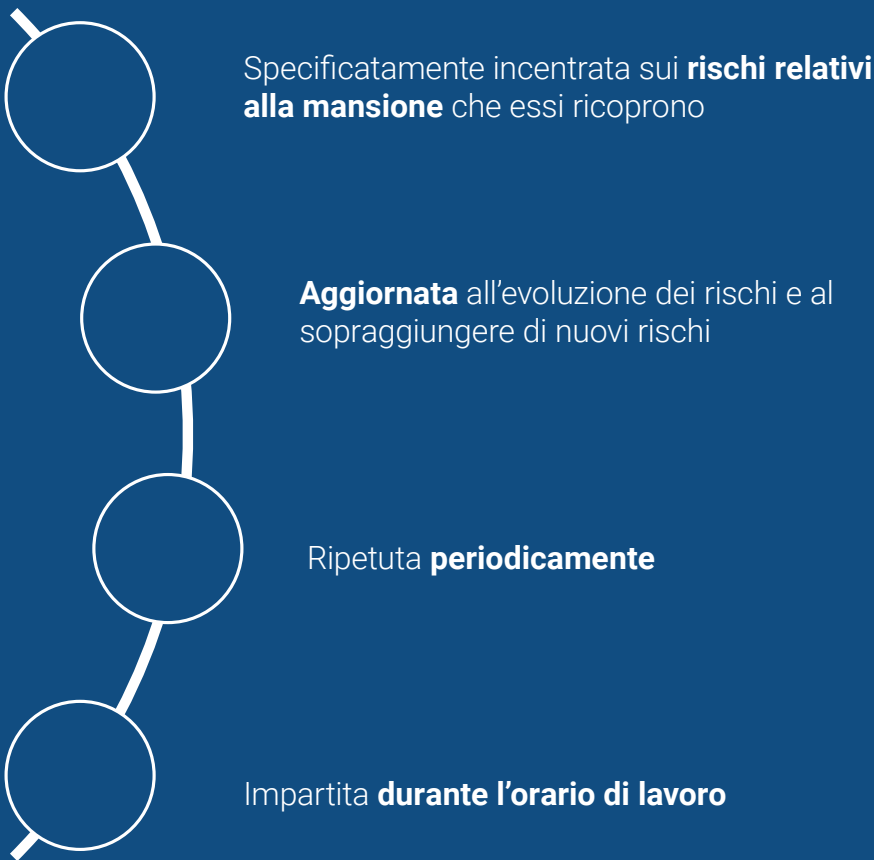 Specificatamente incentrata sui rischi relativi
alla mansione che essi ricoprono
Aggiornata all’evoluzione dei rischi e al
sopraggiungere di nuovi rischi
Ripetuta periodicamente
Impartita durante l’orario di lavoro